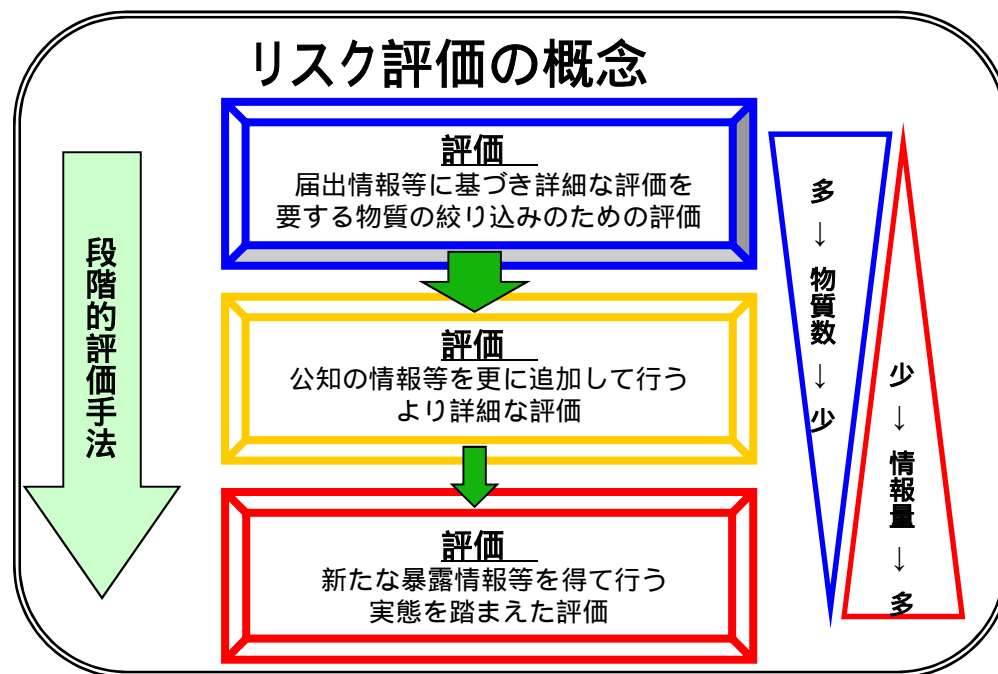 リスク評価の概念
段階的評価手法
評価
届出情報等に基づき詳細な評価を
要する物質の絞り込みのための評価
評価
公知の情報等を更に追加して行う
より詳細な評価
評価
新たな暴露情報等を得て行う
実態を踏まえた評価
多 ↓ 物質数 ↓ 少
少 ↓ 情報量 ↓ 多